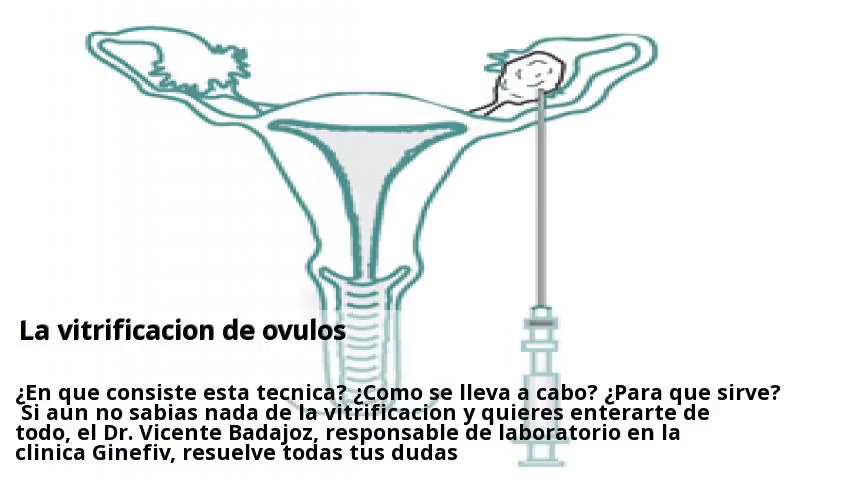 La vitrificacion de ovulos
¿En que consiste esta tecnica? ¿Como se lleva a cabo? ¿Para que sirve?
Si aun no sabias nada de la vitrificacion y quieres enterarte de
todo, el Dr. Vicente Badajoz, responsable de laboratorio en la
clinica Ginefiv, resuelve todas tus dudas